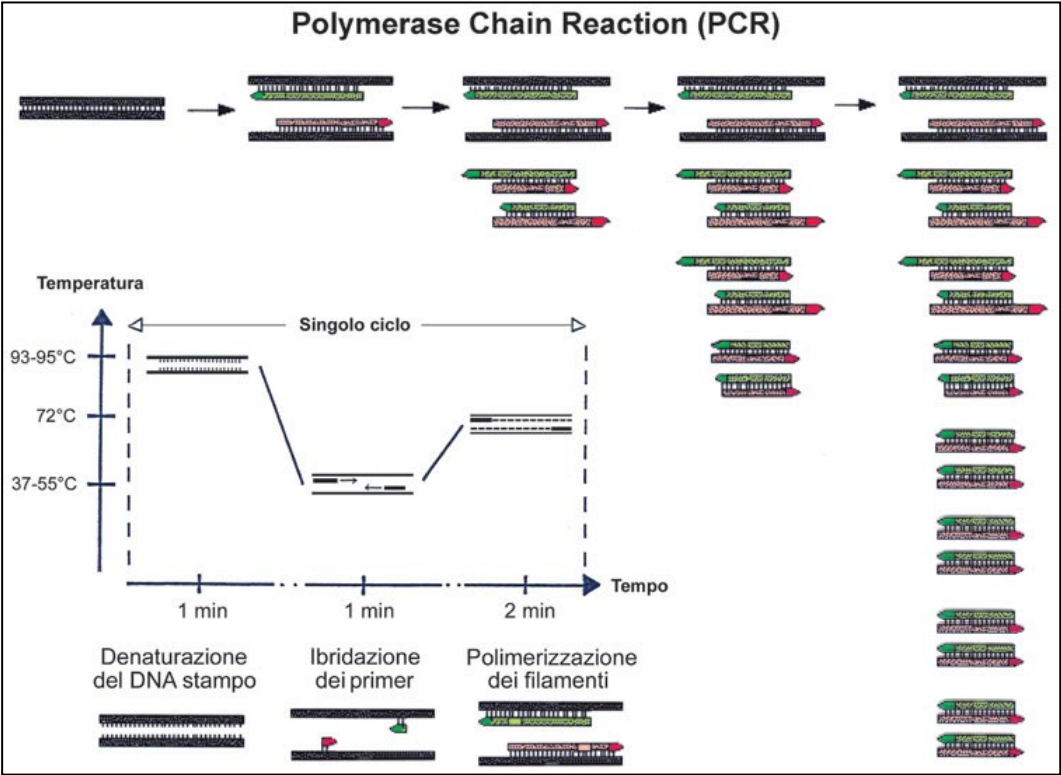 Polymerase Chain Reaction (PCR)
Temperatura
Singolo ciclo
93-95°C
72°C
37-55°C
Tempo
1 min
1 min
2 min
Denaturazione
del DNA stampo
Ibridazione
dei primer
Polimerizzazione
dei filamenti